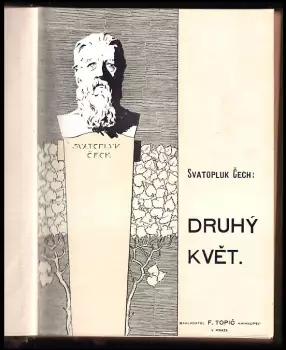 SVATOPLUK
ČECH
SVATOPLUK ČECH:
DRUHÝ
KVĚT.
NAKLADATEL F. TOPIČ KNIHKUPEC
V PRAZE